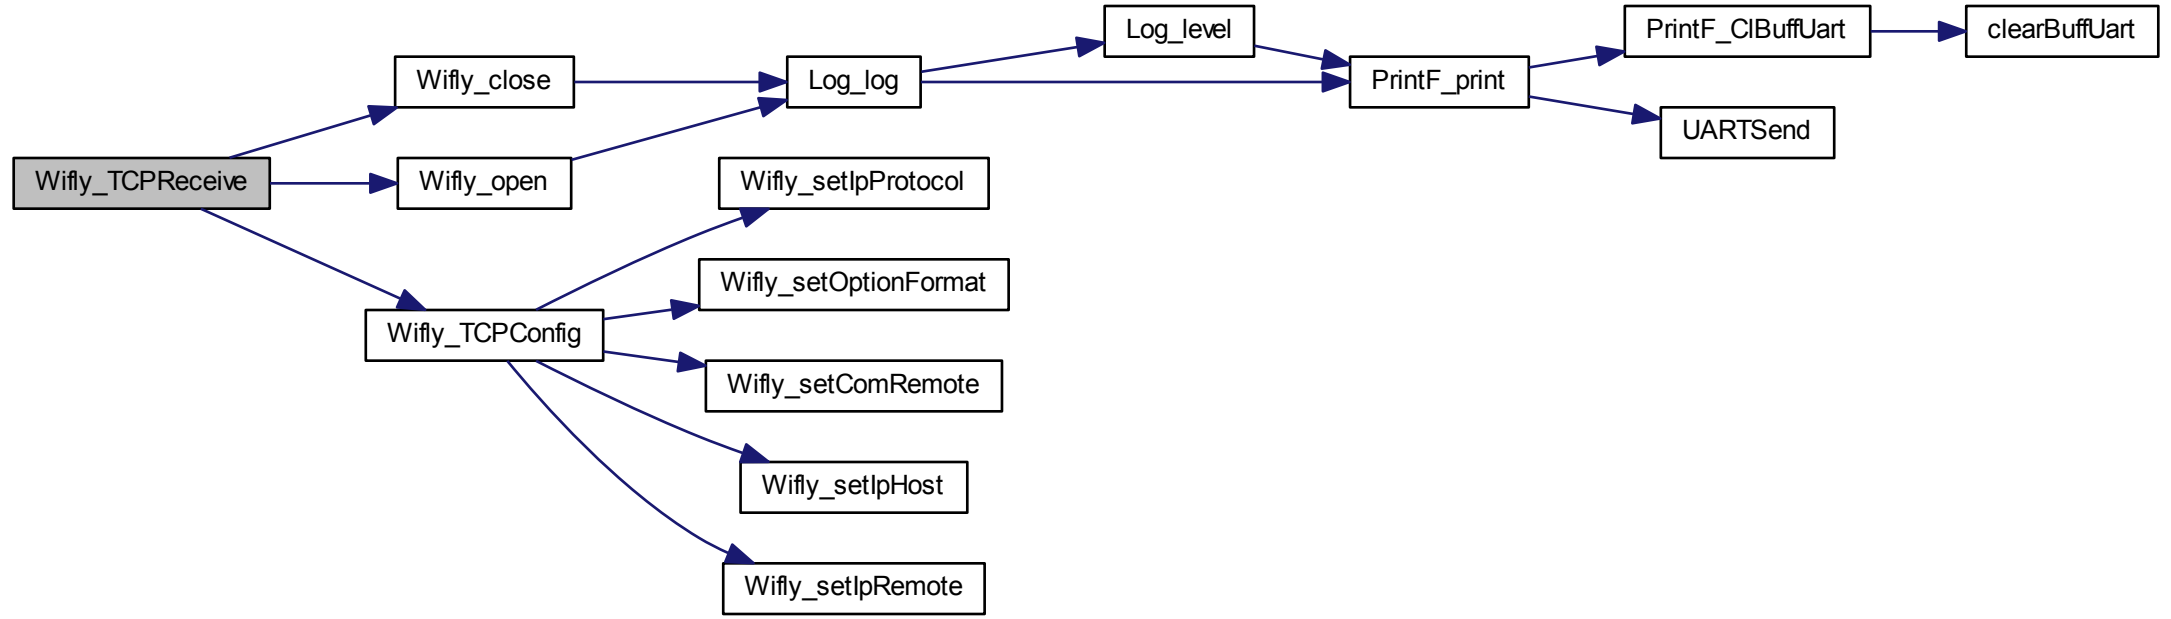 Wifly_TCPReceive
Wifly_close
Wifly_open
Wifly_TCPConfig
Log_log
Log_level
PrintF_print
PrintF_ClBuffUart
clearBuffUart
UARTSend
Wifly_setIpProtocol
Wifly_setOptionFormat
Wifly_setComRemote
Wifly_setIpHost
Wifly_setIpRemote